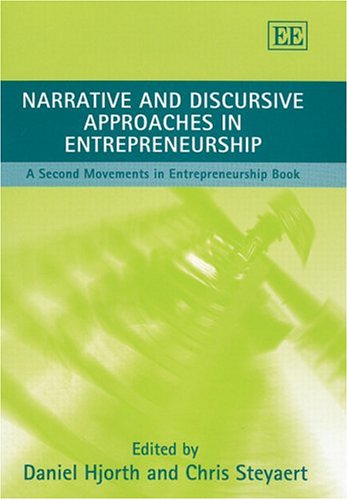 EE
NARRATIVE AND DISCURSIVE
APPROACHES IN
ENTREPRENEURSHIP
A Second Movements in Entrepreneurship Book
Edited by
Daniel Hjorth and Chris Steyaert